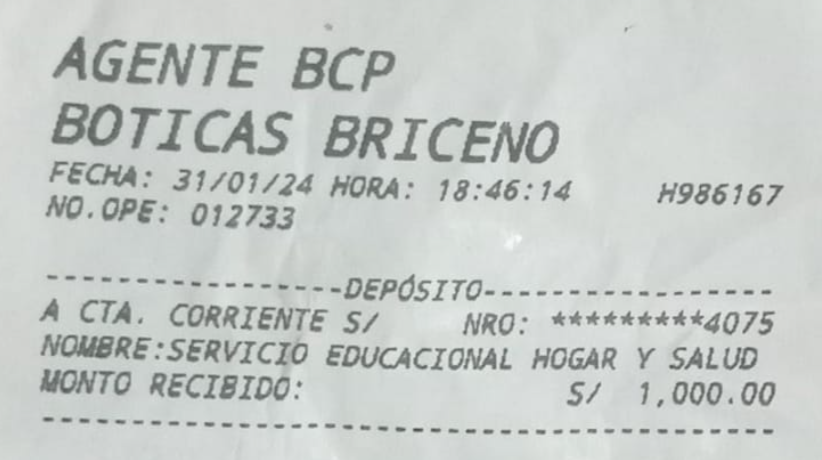 AGENTE BCP
BOTICAS BRICENO
FECHA: 31/01/24 HORA: 18:46:14 H986167
NO.OPE: 012733
-----------------DEPÓSITO-----------------
A CTA. CORRIENTE S/ NRO: *********4075
NOMBRE:SERVICIO EDUCACIONAL HOGAR Y SALUD
MONTO RECIBIDO: S/ 1,000.00
------------------------------------------